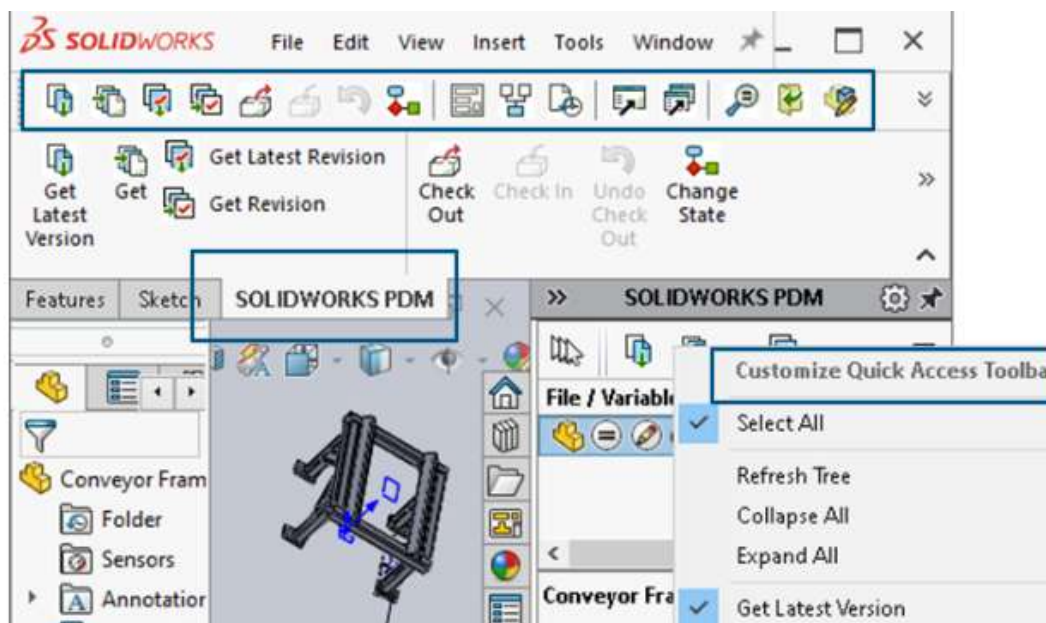 SOLIDWORKS File Edit View Insert Tools Window
Get Latest Version
Get
Get Latest Revision
Get Revision
Check Out
Check In
Undo Check Out
Change State
Features Sketch SOLIDWORKS PDM
SOLIDWORKS PDM
Customize Quick Access Toolba
File / Variabl
Select All
Conveyor Fram
Refresh Tree
Folder
Collapse All
Sensors
Expand All
Annotatior
Conveyor Fra
Get Latest Version